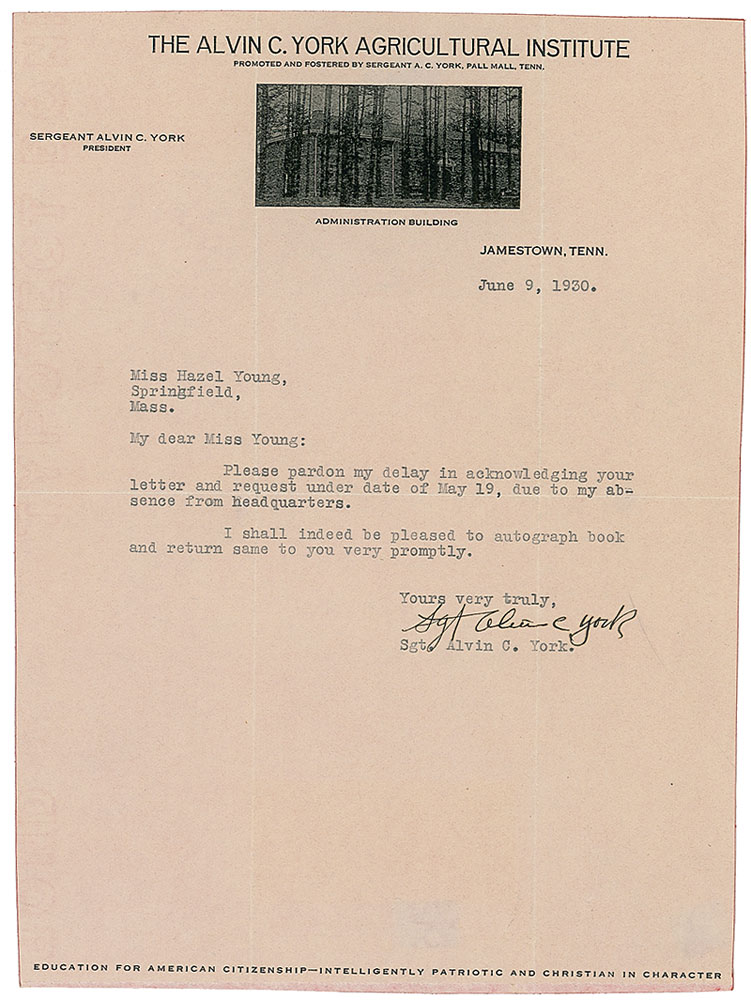 THE ALVIN C. YORK AGRICULTURAL INSTITUTE
PROMOTED AND FOSTERED BY SERGEANT A. C. YORK, PALL MALL, TENN.
SERGEANT ALVIN C. YORK
PRESIDENT
ADMINISTRATION BUILDING
JAMESTOWN, TENN.
June 9, 1930.
Miss Hazel Young,
Springfield,
Mass.
My dear Miss Young:
Please pardon my delay in acknowledging your
letter and request under date of May 19, due to my ab-
sence from headquarters.
I shall indeed be pleased to autograph book
and return same to you very promptly.
Yours very truly,
Sgt Alvin C York
Sgt. Alvin C. York.
EDUCATION FOR AMERICAN CITIZENSHIP—INTELLIGENTLY PATRIOTIC AND CHRISTIAN IN CHARACTER